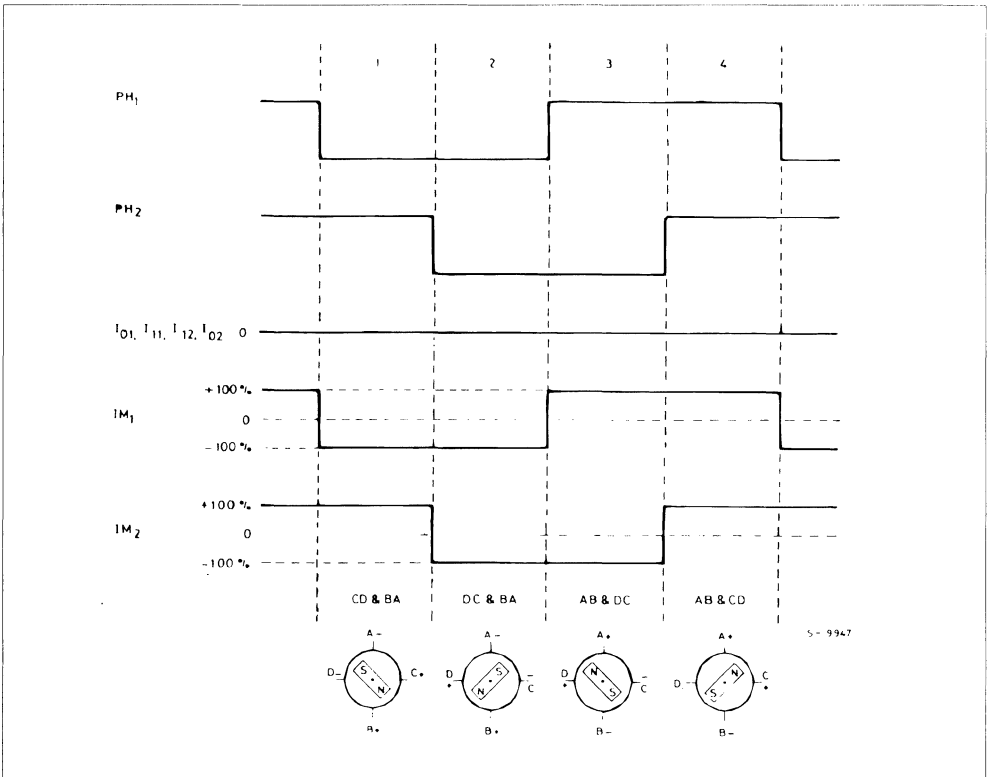 1 2 3 4
PH1
PH2
I01, I11, I12, I02 0
+100 %
IM1 0
-100 %
+100 %
IM2 0
-100 %
CD & BA DC & BA AB & DC AB & CD
S-9947
A- A- A+ A+
D- S N C+ D+ S N C- D+ N S C- D- N S C+
B+ B+ B- B-